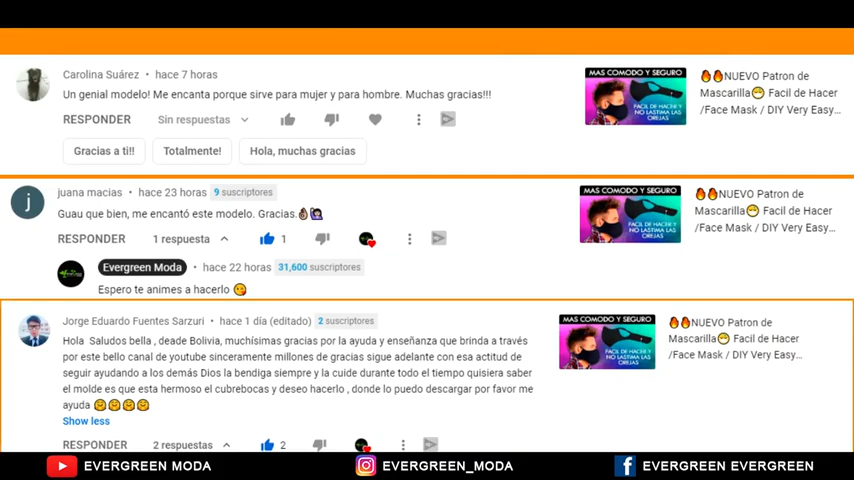 Carolina Suárez • hace 7 horas
Un genial modelo! Me encanta porque sirve para mujer y para hombre. Muchas gracias!!!
RESPONDER Sin respuestas
Gracias a ti!! Totalmente! Hola, muchas gracias
MAS COMODO Y SEGURO
FACIL DE HACER Y
NO LASTIMA LAS
OREJAS
🔥🔥NUEVO Patron de
Mascarilla😷 Facil de Hacer
/Face Mask / DIY Very Easy...
j
juana macias • hace 23 horas 9 suscriptores
Guau que bien, me encantó este modelo. Gracias.👌🏽🙋🏻‍♀️
RESPONDER 1 respuesta 1
Evergreen Moda • hace 22 horas 31,600 suscriptores
Espero te animes a hacerlo 😘
MAS COMODO Y SEGURO
FACIL DE HACER Y
NO LASTIMA LAS
OREJAS
🔥🔥NUEVO Patron de
Mascarilla😷 Facil de Hacer
/Face Mask / DIY Very Easy...
Jorge Eduardo Fuentes Sarzuri • hace 1 día (editado) 2 suscriptores
Hola Saludos bella , deade Bolivia, muchísimas gracias por la ayuda y enseñanza que brinda a través
por este bello canal de youtube sinceramente millones de gracias sigue adelante con esa actitud de
seguir ayudando a los demás Dios la bendiga siempre y la cuide durante todo el tiempo quisiera saber
el molde es que esta hermoso el cubrebocas y deseo hacerlo , donde lo puedo descargar por favor me
ayuda 🤗🤗🤗🤗
Show less
RESPONDER 2 respuestas 2
MAS COMODO Y SEGURO
FACIL DE HACER Y
NO LASTIMA LAS
OREJAS
🔥🔥NUEVO Patron de
Mascarilla😷 Facil de Hacer
/Face Mask / DIY Very Easy...
EVERGREEN MODA EVERGREEN_MODA EVERGREEN EVERGREEN